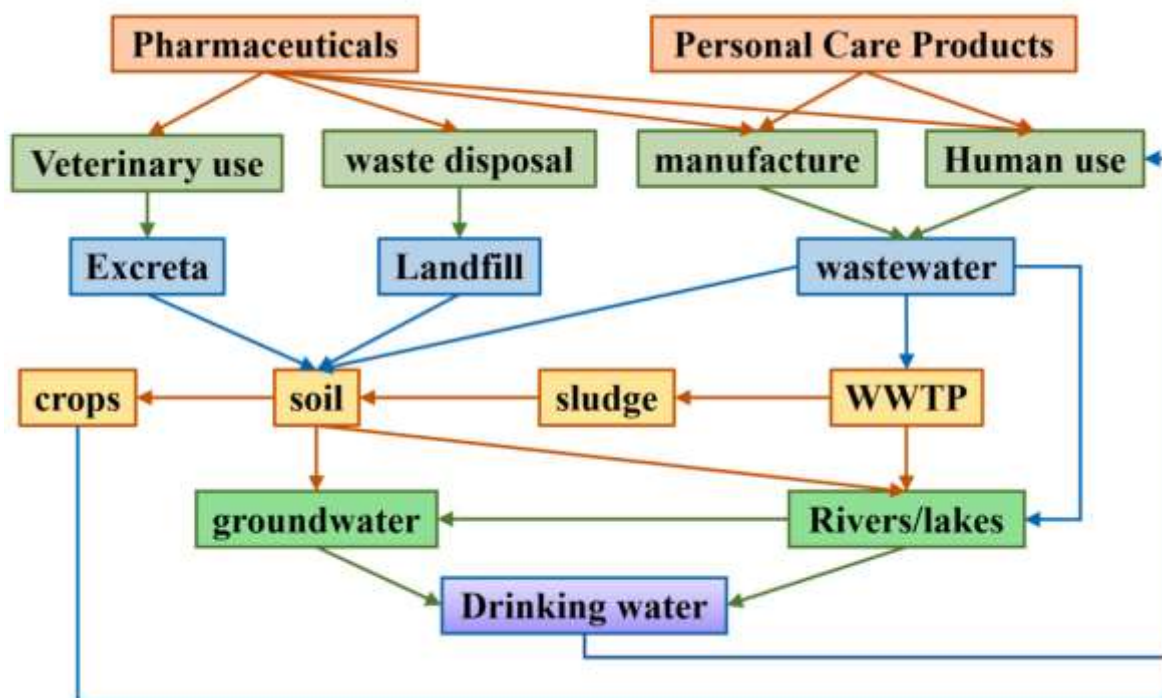 Pharmaceuticals
Personal Care Products
Veterinary use
waste disposal
manufacture
Human use
Excreta
Landfill
wastewater
crops
soil
sludge
WWTP
groundwater
Rivers/lakes
Drinking water